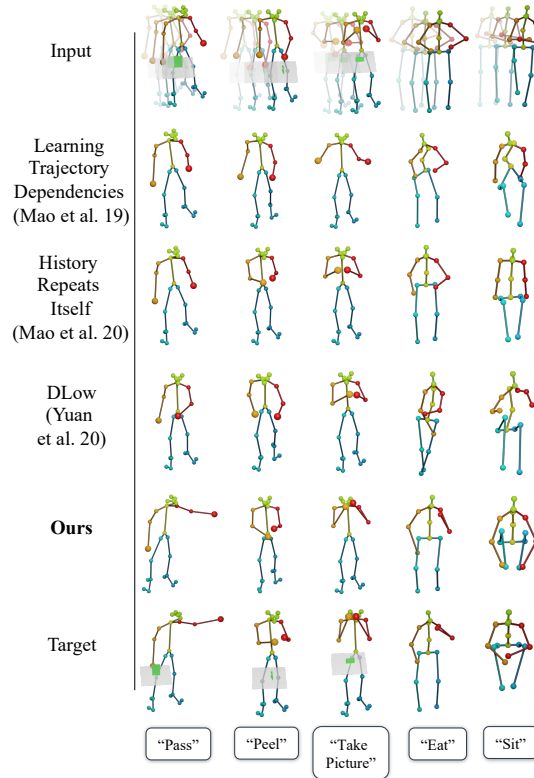 Input
Learning
Trajectory
Dependencies
(Mao et al. 19)
History
Repeats
Itself
(Mao et al. 20)
DLow
(Yuan
et al. 20)
Ours
Target
“Pass”
“Peel”
“Take
Picture”
“Eat”
“Sit”